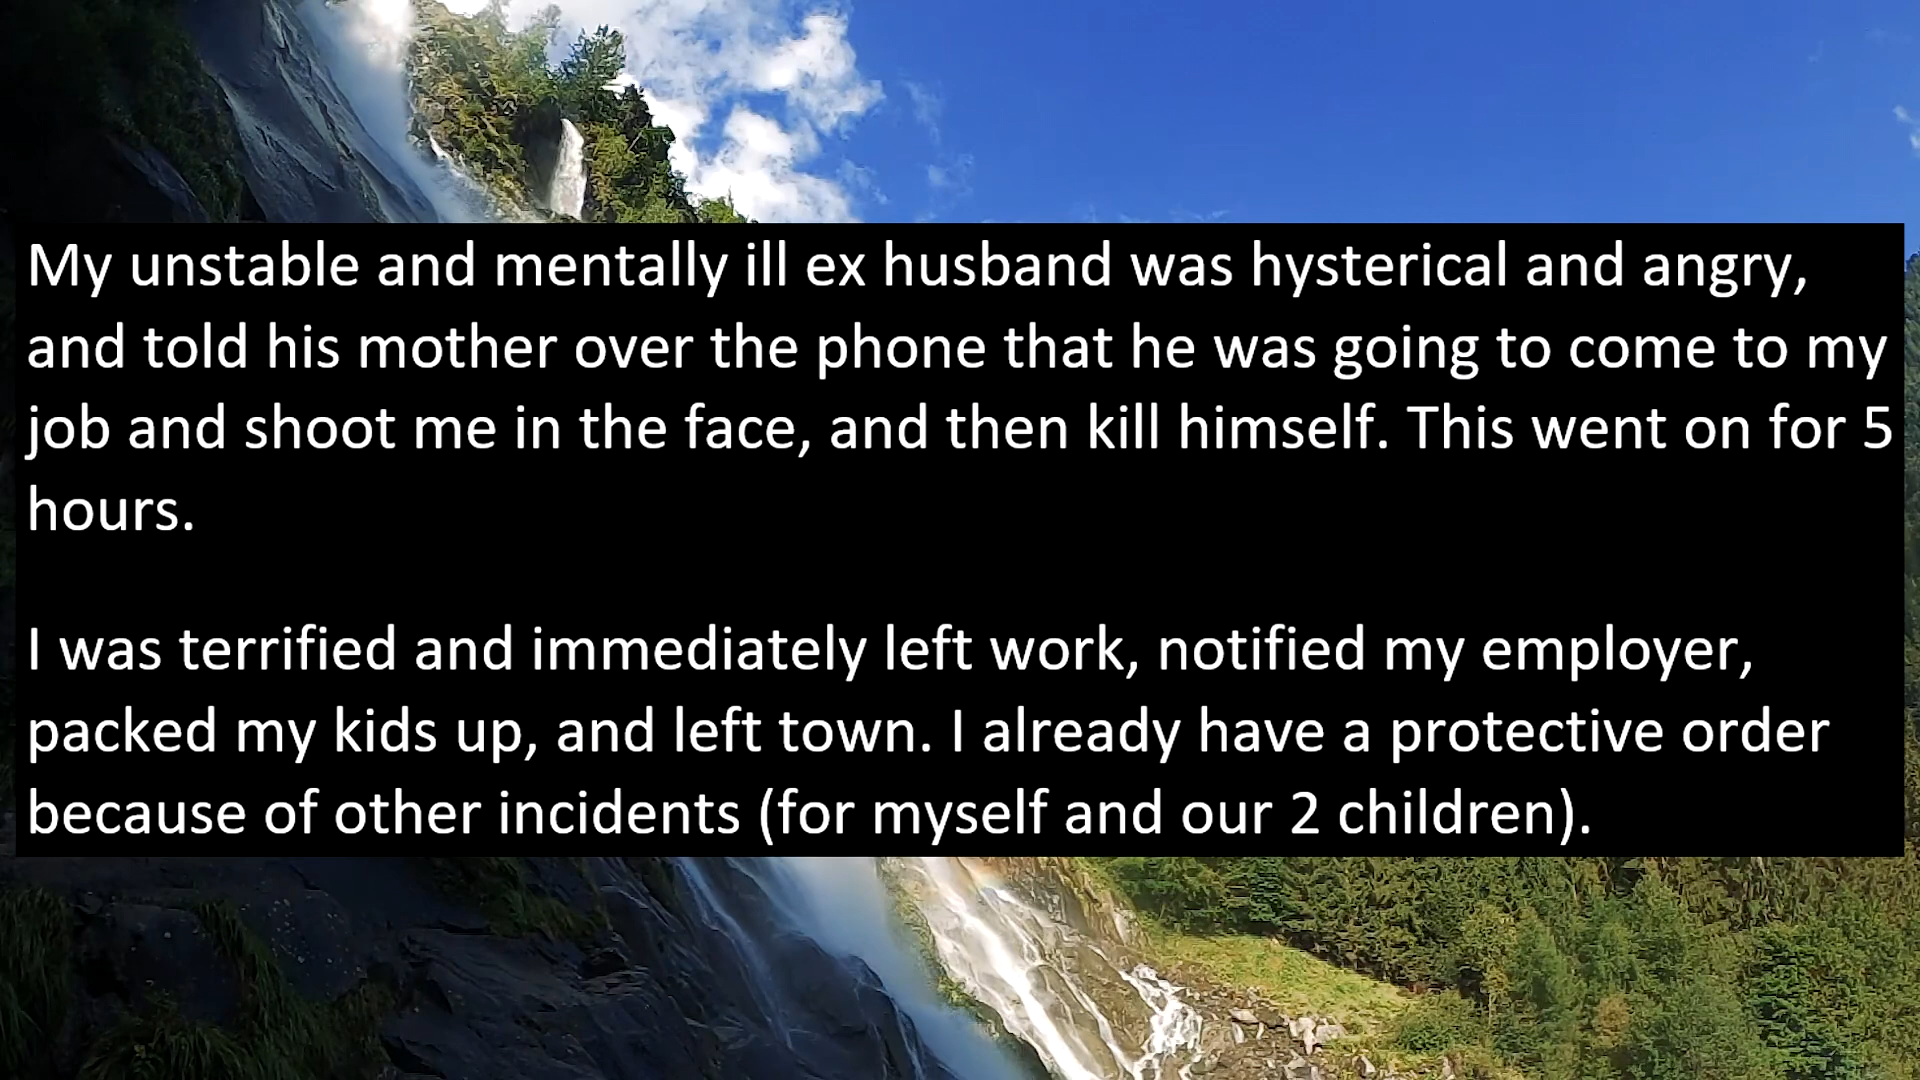 My unstable and mentally ill ex husband was hysterical and angry,
and told his mother over the phone that he was going to come to my
job and shoot me in the face, and then kill himself. This went on for 5
hours.
I was terrified and immediately left work, notified my employer,
packed my kids up, and left town. I already have a protective order
because of other incidents (for myself and our 2 children).